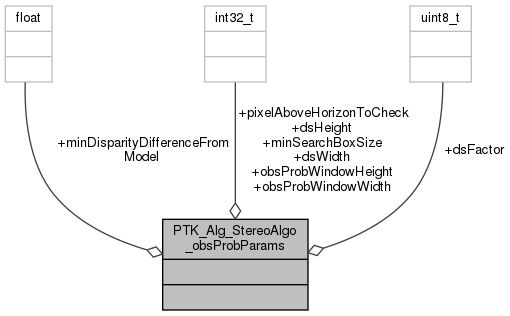 float
int32_t
uint8_t
+minDisparityDifferenceFrom
Model
+pixelAboveHorizonToCheck
+dsHeight
+minSearchBoxSize
+dsWidth
+obsProbWindowHeight
+obsProbWindowWidth
+dsFactor
PTK_Alg_StereoAlgo
_obsProbParams